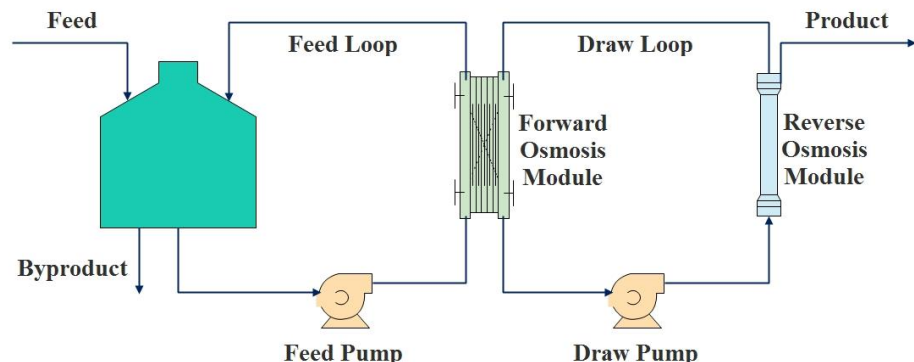 Feed
Product
Feed Loop
Draw Loop
Forward
Osmosis
Module
Reverse
Osmosis
Module
Byproduct
Feed Pump
Draw Pump